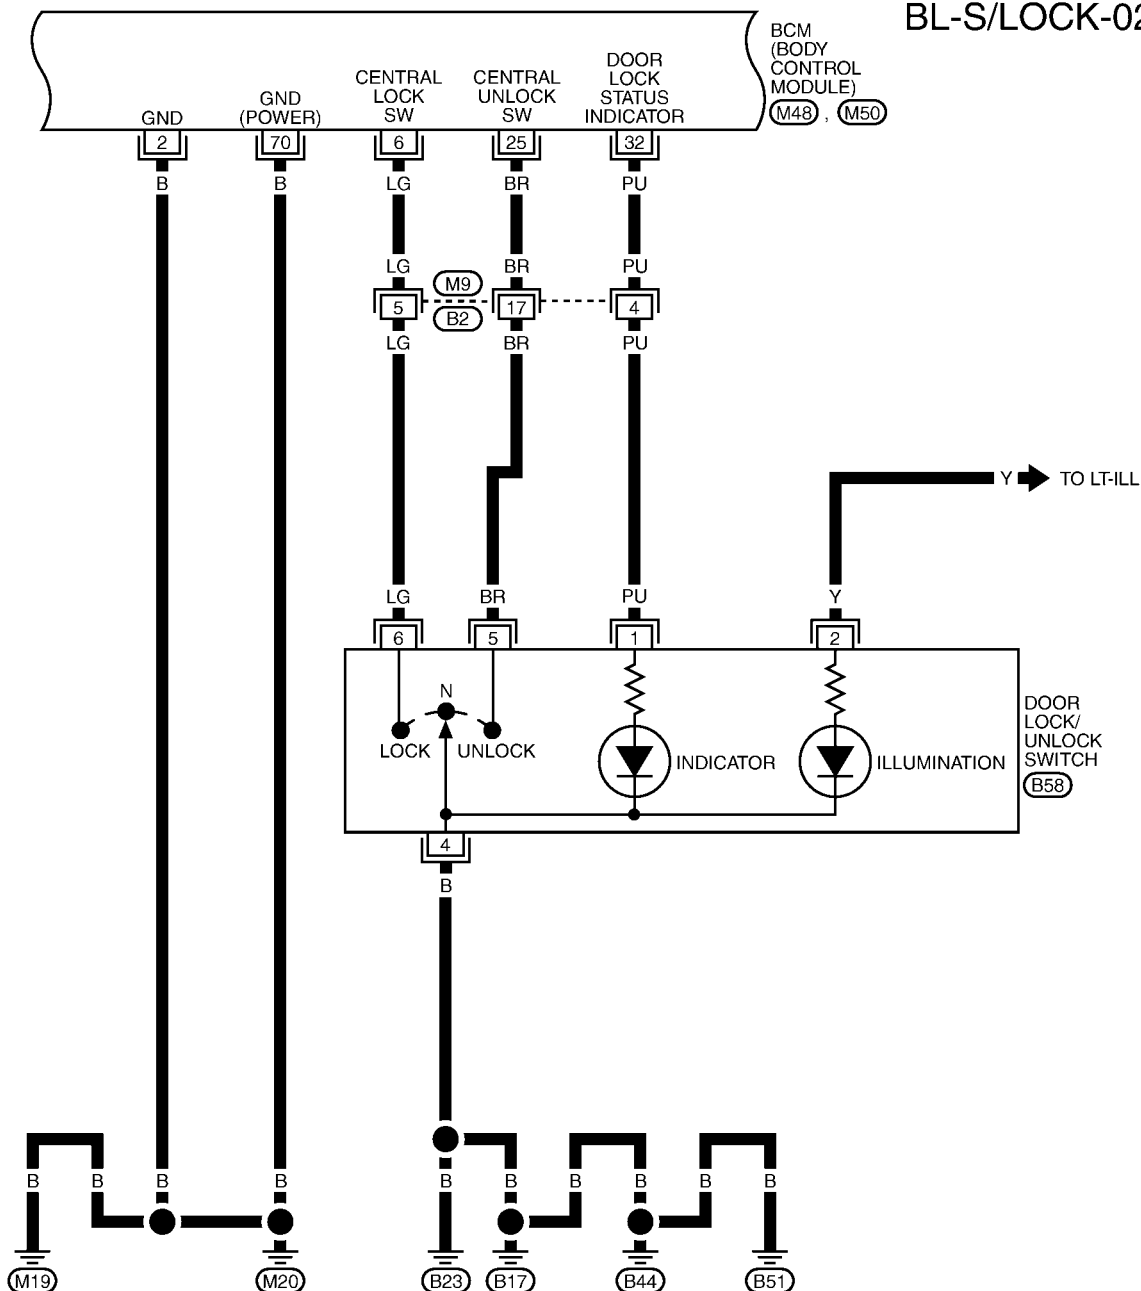 BL-S/LOCK-02
BCM
(BODY
CONTROL
MODULE)
M48 , M50
GND
GND
(POWER)
CENTRAL
LOCK
SW
CENTRAL
UNLOCK
SW
DOOR
LOCK
STATUS
INDICATOR
2 70 6 25 32
B B LG BR PU
LG BR PU
M9
5 17 4
B2
LG BR PU
Y TO LT-ILL
LG BR PU Y
6 5 1 2
N
LOCK UNLOCK
INDICATOR
ILLUMINATION
DOOR
LOCK/
UNLOCK
SWITCH
B58
4
B
B B B B B B B B B B
M19 M20 B23 B17 B44 B51